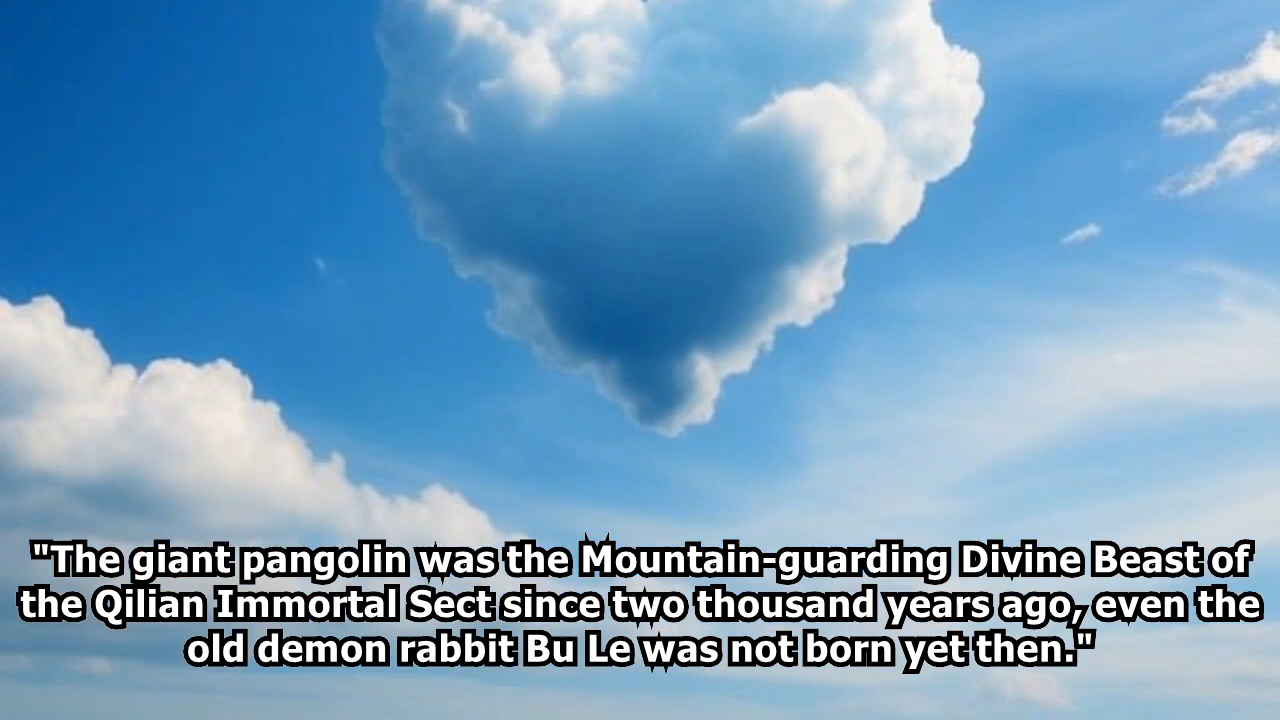 "The giant pangolin was the Mountain-guarding Divine Beast of
the Qilian Immortal Sect since two thousand years ago, even the
old demon rabbit Bu Le was not born yet then."